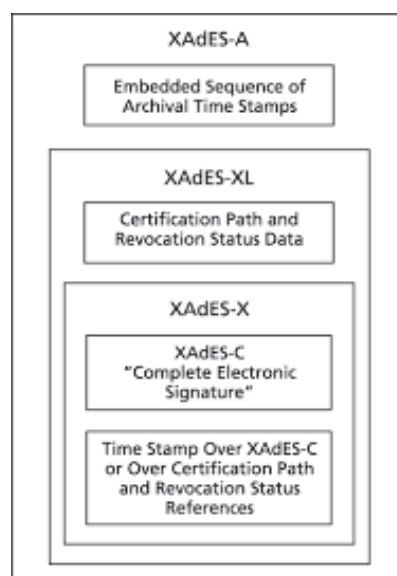 XAdES-A
Embedded Sequence of
Archival Time Stamps
XAdES-XL
Certification Path and
Revocation Status Data
XAdES-X
XAdES-C
"Complete Electronic
Signature"
Time Stamp Over XAdES-C
or Over Certification Path
and Revocation Status
References